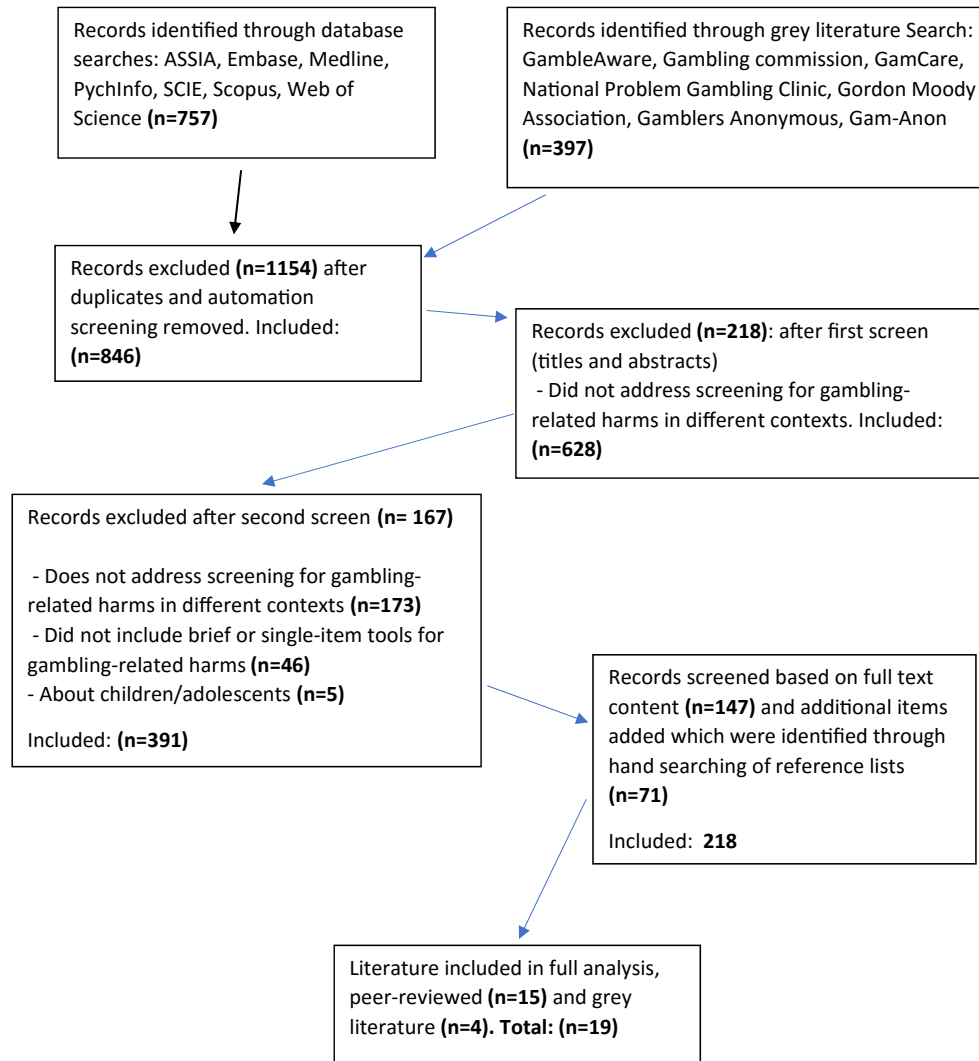 Records identified through database
searches: ASSIA, Embase, Medline,
PychInfo, SCIE, Scopus, Web of
Science (n=757)
Records identified through grey literature Search:
GambleAware, Gambling commission, GamCare,
National Problem Gambling Clinic, Gordon Moody
Association, Gamblers Anonymous, Gam-Anon
(n=397)
Records excluded (n=1154) after
duplicates and automation
screening removed. Included:
(n=846)
Records excluded (n=218): after first screen
(titles and abstracts)
- Did not address screening for gambling-
related harms in different contexts. Included:
(n=628)
Records excluded after second screen (n= 167)
- Does not address screening for gambling-
related harms in different contexts (n=173)
- Did not include brief or single-item tools for
gambling-related harms (n=46)
- About children/adolescents (n=5)
Included: (n=391)
Records screened based on full text
content (n=147) and additional items
added which were identified through
hand searching of reference lists
(n=71)
Included: 218
Literature included in full analysis,
peer-reviewed (n=15) and grey
literature (n=4). Total: (n=19)